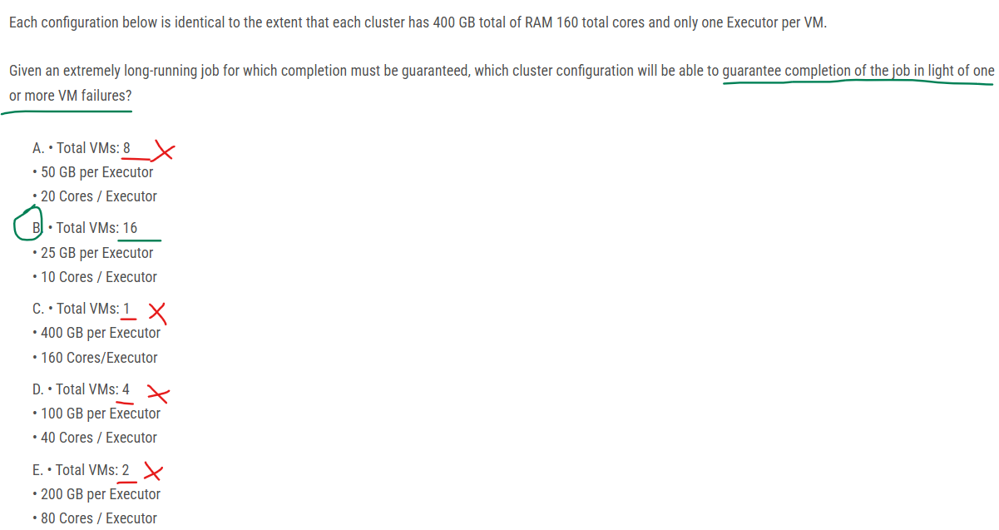 Each configuration below is identical to the extent that each cluster has 400 GB total of RAM 160 total cores and only one Executor per VM.
Given an extremely long-running job for which completion must be guaranteed, which cluster configuration will be able to guarantee completion of the job in light of one
or more VM failures?
A. • Total VMs: 8
• 50 GB per Executor
• 20 Cores / Executor
B. • Total VMs: 16
• 25 GB per Executor
• 10 Cores / Executor
C. • Total VMs: 1
• 400 GB per Executor
• 160 Cores/Executor
D. • Total VMs: 4
• 100 GB per Executor
• 40 Cores / Executor
E. • Total VMs: 2
• 200 GB per Executor
• 80 Cores / Executor